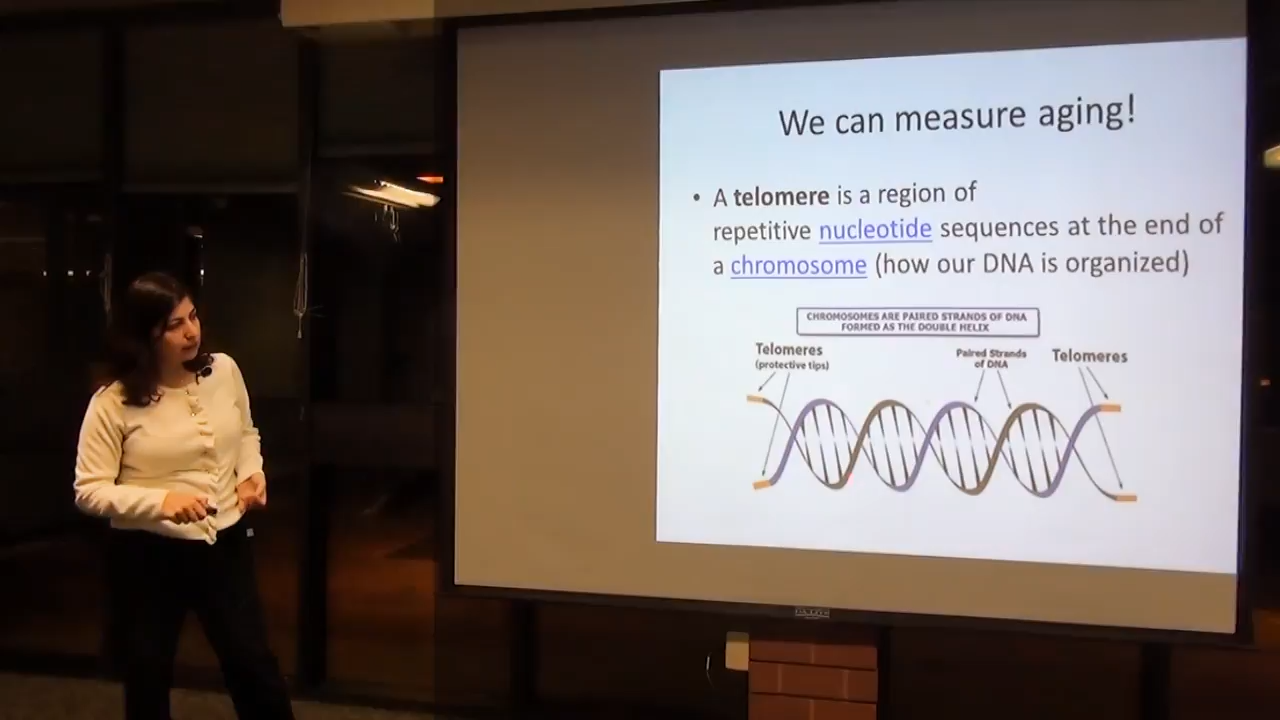 We can measure aging!
• A telomere is a region of
repetitive nucleotide sequences at the end of
a chromosome (how our DNA is organized)
CHROMOSOMES ARE PAIRED STRANDS OF DNA
FORMED AS THE DOUBLE HELIX
Telomeres
(protective tips)
Paired Strands
of DNA
Telomeres